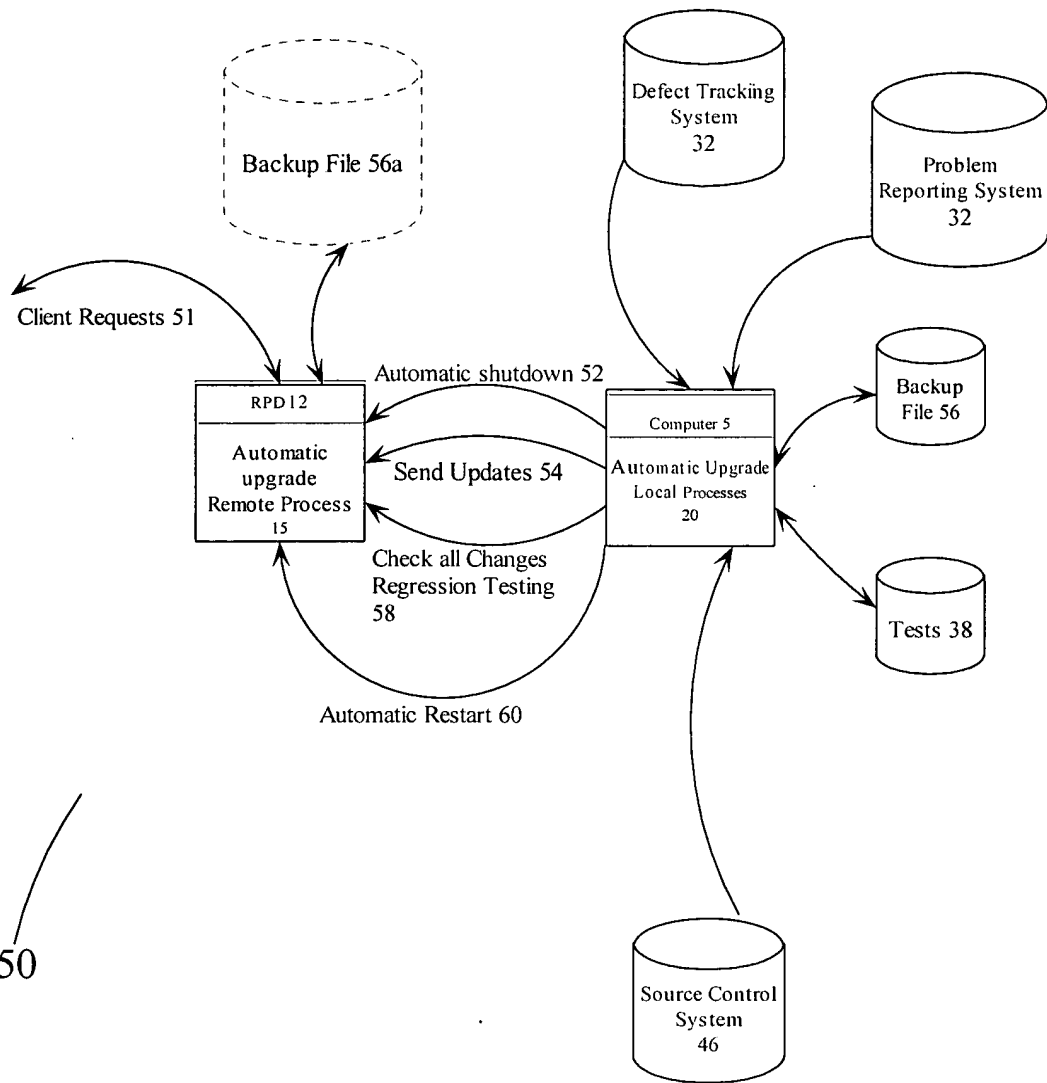 Defect Tracking
System
32
Backup File 56a
Problem
Reporting System
32
Client Requests 51
Automatic shutdown 52
RPD 12
Automatic
upgrade
Remote Process
15
Send Updates 54
Computer 5
Automatic Upgrade
Local Processes
20
Backup
File 56
Check all Changes
Regression Testing
58
Tests 38
Automatic Restart 60
50
Source Control
System
46